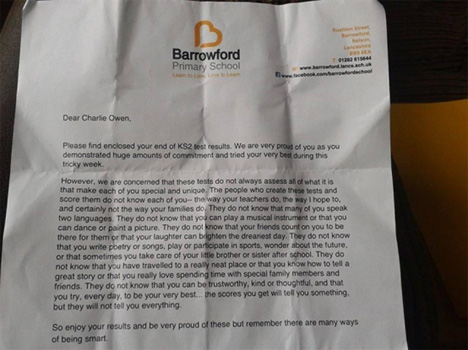 Barrowford
Primary School
Learn to Love, Love to Learn
Street,
Barrowford,
Nelson,
Lancashire
BB9 6EA
t: 01282 615644
w: barrowford.lancs.sch.uk
www.facebook.com/barrowfordschool
Dear Charlie Owen,
Please find enclosed your end of KS2 test results. We are very proud of you as you
demonstrated huge amounts of commitment and tried your very best during this
tricky week.
However, we are concerned that these tests do not always assess all of what it is
that make each of you special and unique. The people who create these tests and
score them do not know each of you-- the way your teachers do, the way I hope to,
and certainly not the way your families do. They do not know that many of you speak
two languages. They do not know that you can play a musical instrument or that you
can dance or paint a picture. They do not know that your friends count on you to be
there for them or that your laughter can brighten the dreariest day. They do not know
that you write poetry or songs, play or participate in sports, wonder about the future,
or that sometimes you take care of your little brother or sister after school. They do
not know that you have travelled to a really neat place or that you know how to tell a
great story or that you really love spending time with special family members and
friends. They do not know that you can be trustworthy, kind or thoughtful, and that
you try, every day, to be your very best... the scores you get will tell you something,
but they will not tell you everything.
So enjoy your results and be very proud of these but remember there are many ways
of being smart.